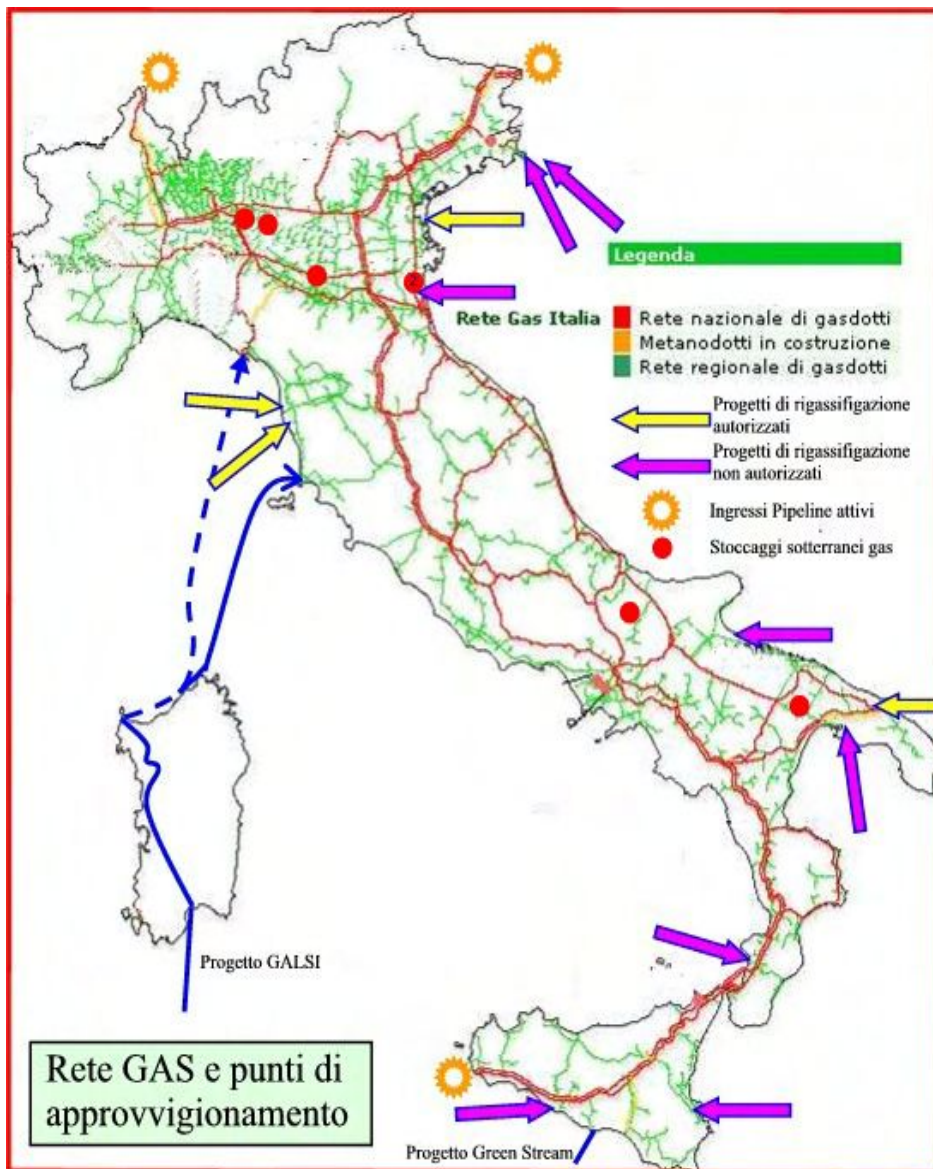 Legenda
Rete Gas Italia
Rete nazionale di gasdotti
Metanodotti in costruzione
Rete regionale di gasdotti
Progetti di rigassifigazione
autorizzati
Progetti di rigassifigazione
non autorizzati
Ingressi Pipeline attivi
Stoccaggi sotterranei gas
2
Progetto GALSI
Rete GAS e punti di
approvvigionamento
Progetto Green Stream